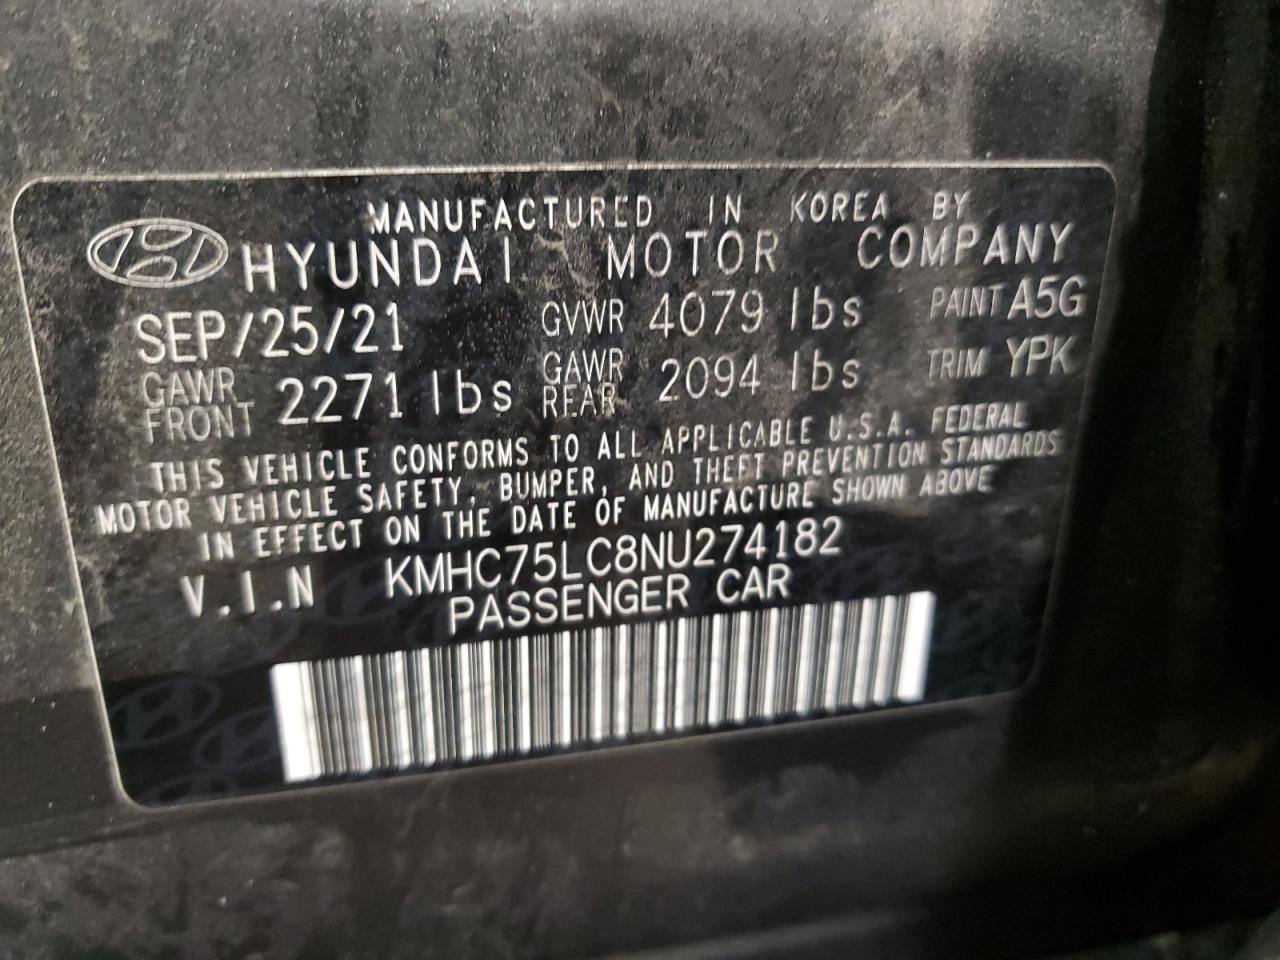 MANUFACTURED IN KOREA BY
HYUNDAI MOTOR COMPANY
SEP/25/21 GVWR 4079 lbs PAINT A5G
GAWR FRONT 2271 lbs GAWR REAR 2094 lbs TRIM YPK
THIS VEHICLE CONFORMS TO ALL APPLICABLE U.S.A. FEDERAL
MOTOR VEHICLE SAFETY, BUMPER, AND THEFT PREVENTION STANDARDS
IN EFFECT ON THE DATE OF MANUFACTURE SHOWN ABOVE
V.I.N KMHC75LC8NU274182
PASSENGER CAR